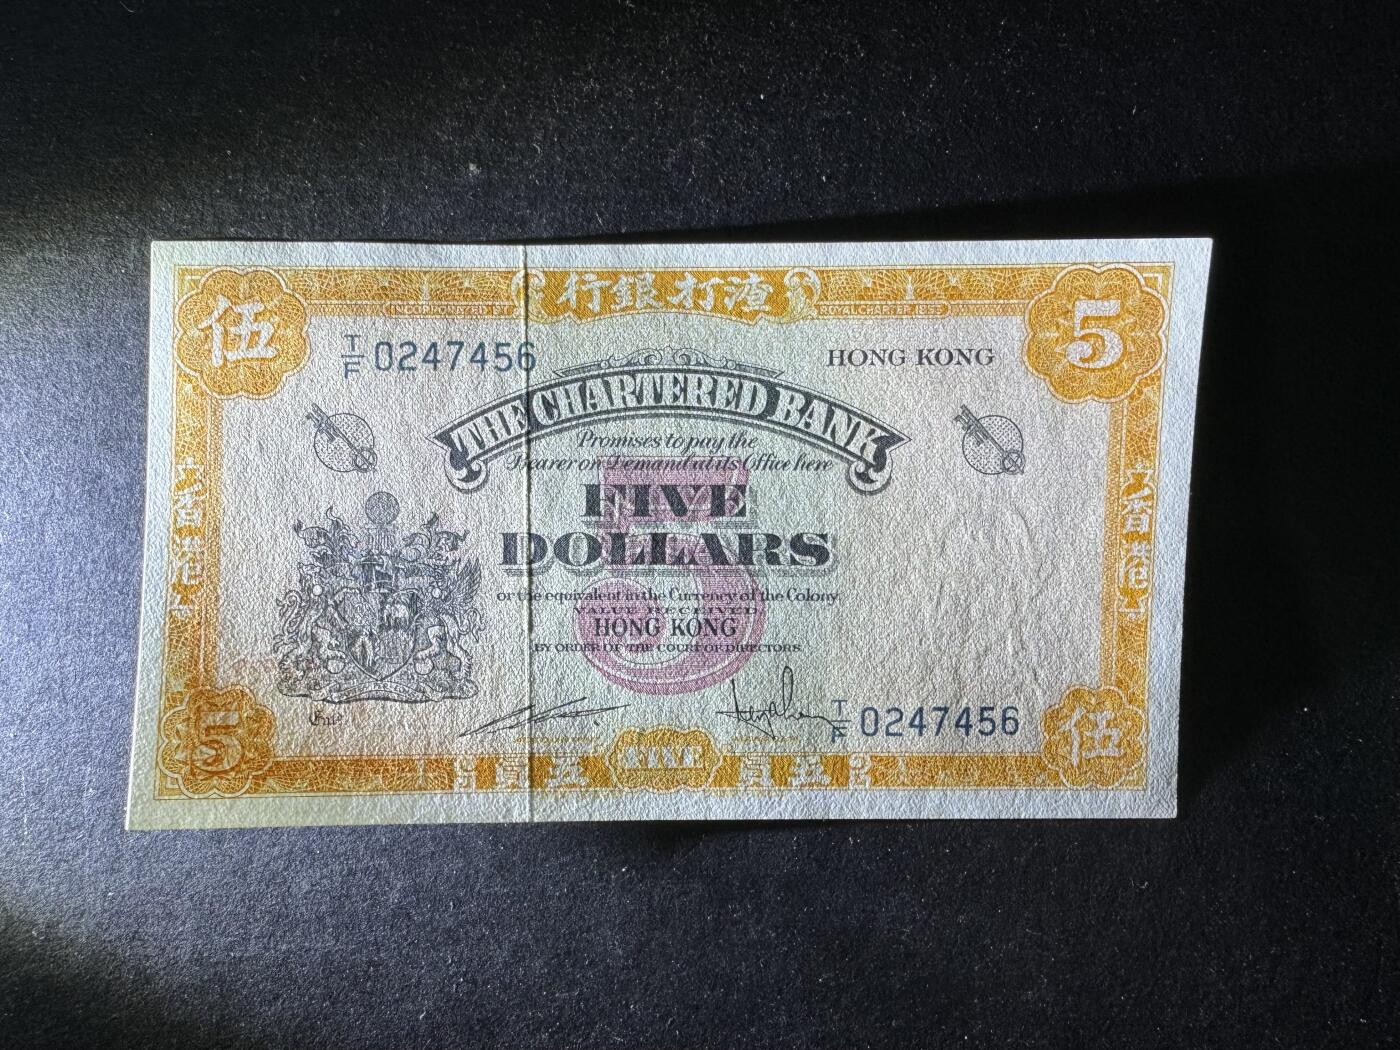 行銀打渣
INCORPORATED BY ROYAL CHARTER 1853
伍
5
T/F 0247456
HONG KONG
THE CHARTERED BANK
Promises to pay the
Bearer on Demand at its Office here
5
FIVE
DOLLARS
or the equivalent in the Currency of the Colony
VALUE RECEIVED
HONG KONG
BY ORDER OF THE COURT OF DIRECTORS
T/F 0247456
5
FIVE
伍
香港